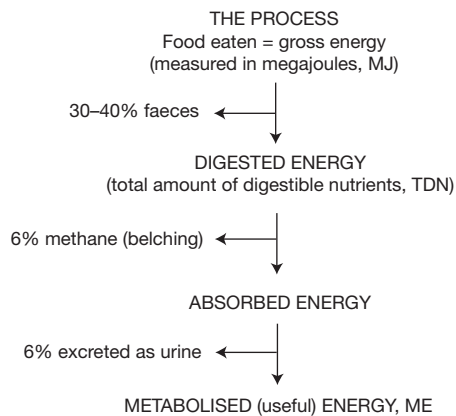 THE PROCESS
Food eaten = gross energy
(measured in megajoules, MJ)
30–40% faeces
DIGESTED ENERGY
(total amount of digestible nutrients, TDN)
6% methane (belching)
ABSORBED ENERGY
6% excreted as urine
METABOLISED (useful) ENERGY, ME